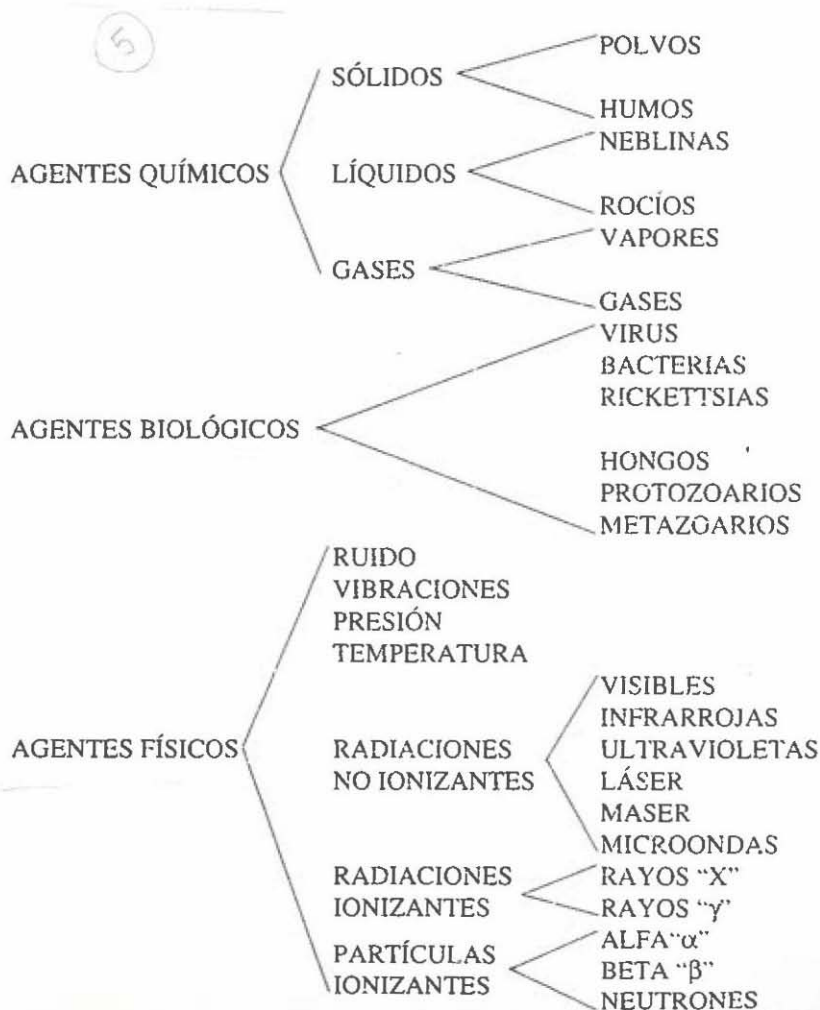 5
POLVOS
SÓLIDOS
HUMOS
NEBLINAS
AGENTES QUÍMICOS
LÍQUIDOS
ROCÍOS
VAPORES
GASES
GASES
VIRUS
BACTERIAS
RICKETTSIAS
AGENTES BIOLÓGICOS
HONGOS
PROTOZOARIOS
METAZOARIOS
RUIDO
VIBRACIONES
PRESIÓN
TEMPERATURA
AGENTES FÍSICOS
RADIACIONES
NO IONIZANTES
VISIBLES
INFRARROJAS
ULTRAVIOLETAS
LÁSER
MASER
MICROONDAS
RADIACIONES
IONIZANTES
RAYOS “X”
RAYOS “γ”
PARTÍCULAS
IONIZANTES
ALFA“α”
BETA “β”
NEUTRONES